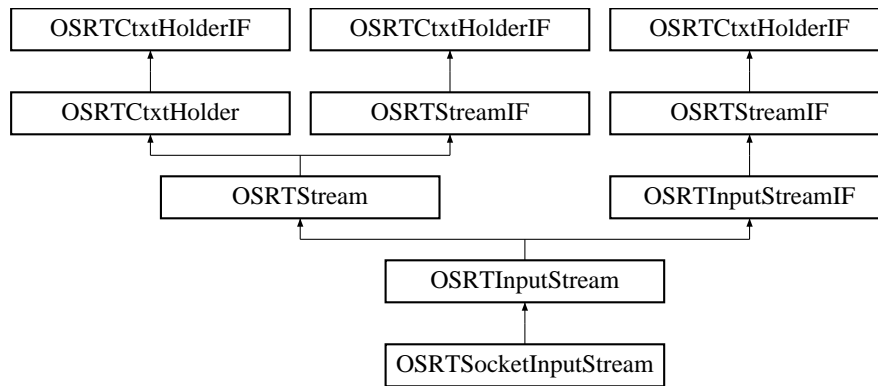 OSRTCtxtHolderIF
OSRTCtxtHolderIF
OSRTCtxtHolderIF
OSRTCtxtHolder
OSRTStreamIF
OSRTStreamIF
OSRTStream
OSRTInputStreamIF
OSRTInputStream
OSRTSocketInputStream